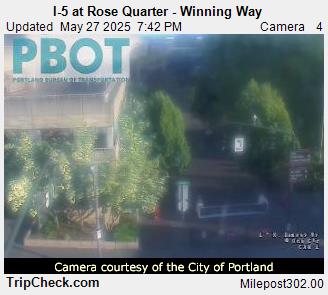 I-5 at Rose Quarter - Winning Way
Updated May 27 2025 7:42 PM Camera 4
PBOT
PORTLAND BUREAU OF TRANSPORTATION
Camera courtesy of the City of Portland
TripCheck.com Milepost302.00